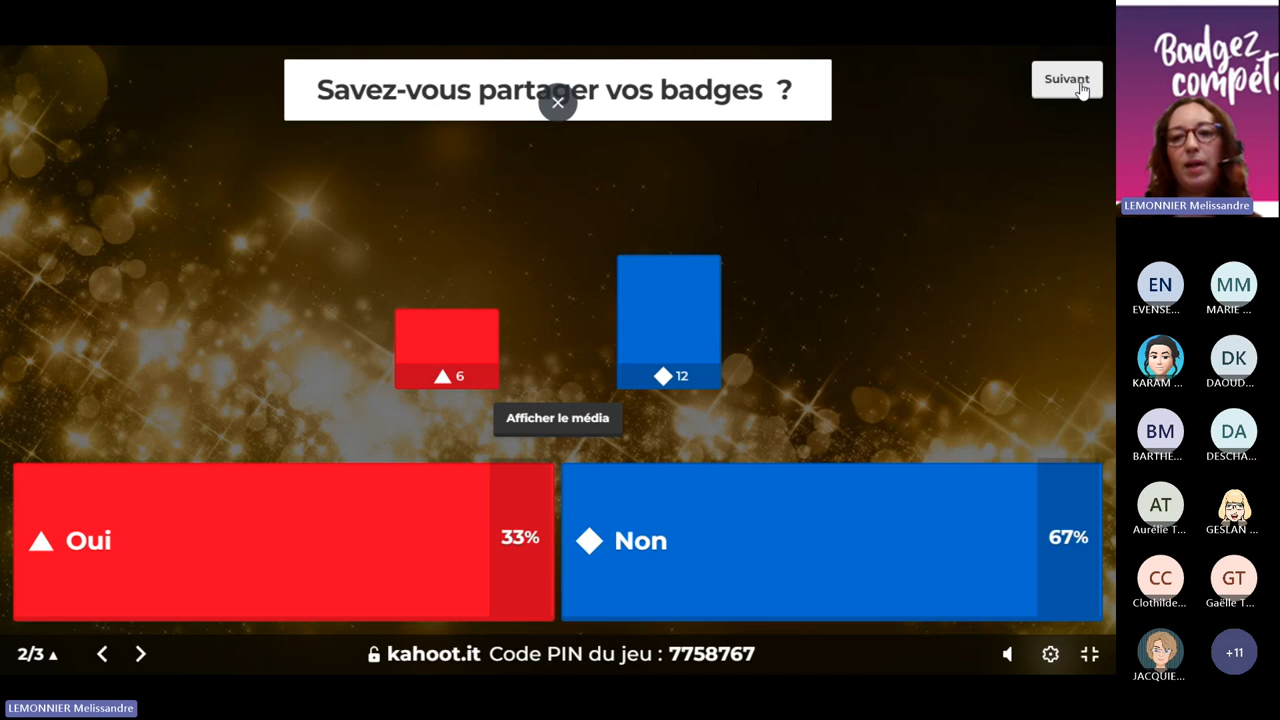 Savez-vous partager vos badges ?
Suivant
Badgez
compéte
LEMONNIER Melissandre
6
12
Afficher le média
Oui
33%
Non
67%
2/3
kahoot.it Code PIN du jeu : 7758767
EN
EVENSE...
MM
MARIE ...
KARAM ...
DK
DAOUD...
BM
BARTHE...
DA
DESCHA...
AT
Aurélie T...
GESLAN ...
CC
Clothilde...
GT
Gaëlle T...
JACQUIE...
+11
LEMONNIER Melissandre